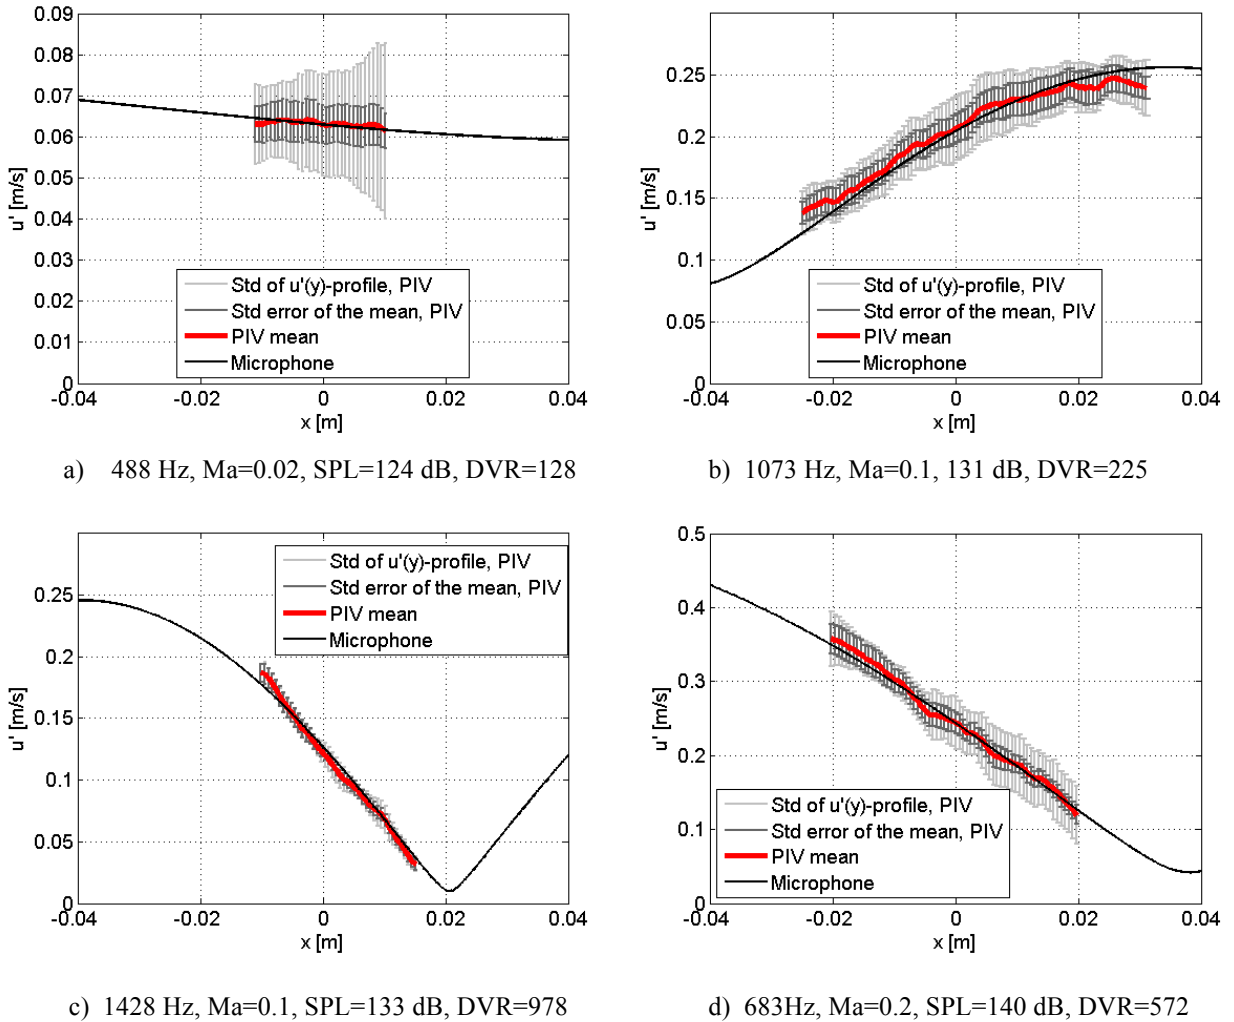 0.09
0.08
0.07
0.06
0.05
0.04
0.03
0.02
0.01
0
u' [m/s]
Std of u'(y)-profile, PIV
Std error of the mean, PIV
PIV mean
Microphone
-0.04 -0.02 0 0.02 0.04
x [m]
a) 488 Hz, Ma=0.02, SPL=124 dB, DVR=128
0.25
0.2
0.15
0.1
0.05
0
u' [m/s]
Std of u'(y)-profile, PIV
Std error of the mean, PIV
PIV mean
Microphone
-0.04 -0.02 0 0.02 0.04
x [m]
b) 1073 Hz, Ma=0.1, 131 dB, DVR=225
0.25
0.2
0.15
0.1
0.05
0
u' [m/s]
Std of u'(y)-profile, PIV
Std error of the mean, PIV
PIV mean
Microphone
-0.04 -0.02 0 0.02 0.04
x [m]
c) 1428 Hz, Ma=0.1, SPL=133 dB, DVR=978
0.5
0.4
0.3
0.2
0.1
0
u' [m/s]
Std of u'(y)-profile, PIV
Std error of the mean, PIV
PIV mean
Microphone
-0.04 -0.02 0 0.02 0.04
x [m]
d) 683Hz, Ma=0.2, SPL=140 dB, DVR=572